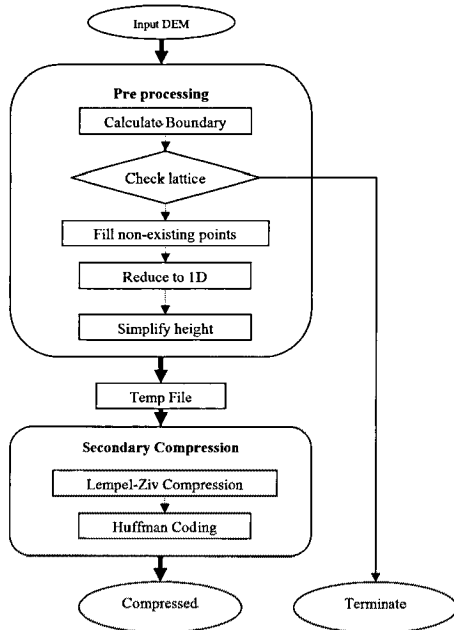 Input DEM
Pre processing
Calculate Boundary
Check lattice
Fill non-existing points
Reduce to 1D
Simplify height
Temp File
Secondary Compression
Lempel-Ziv Compression
Huffman Coding
Compressed
Terminate